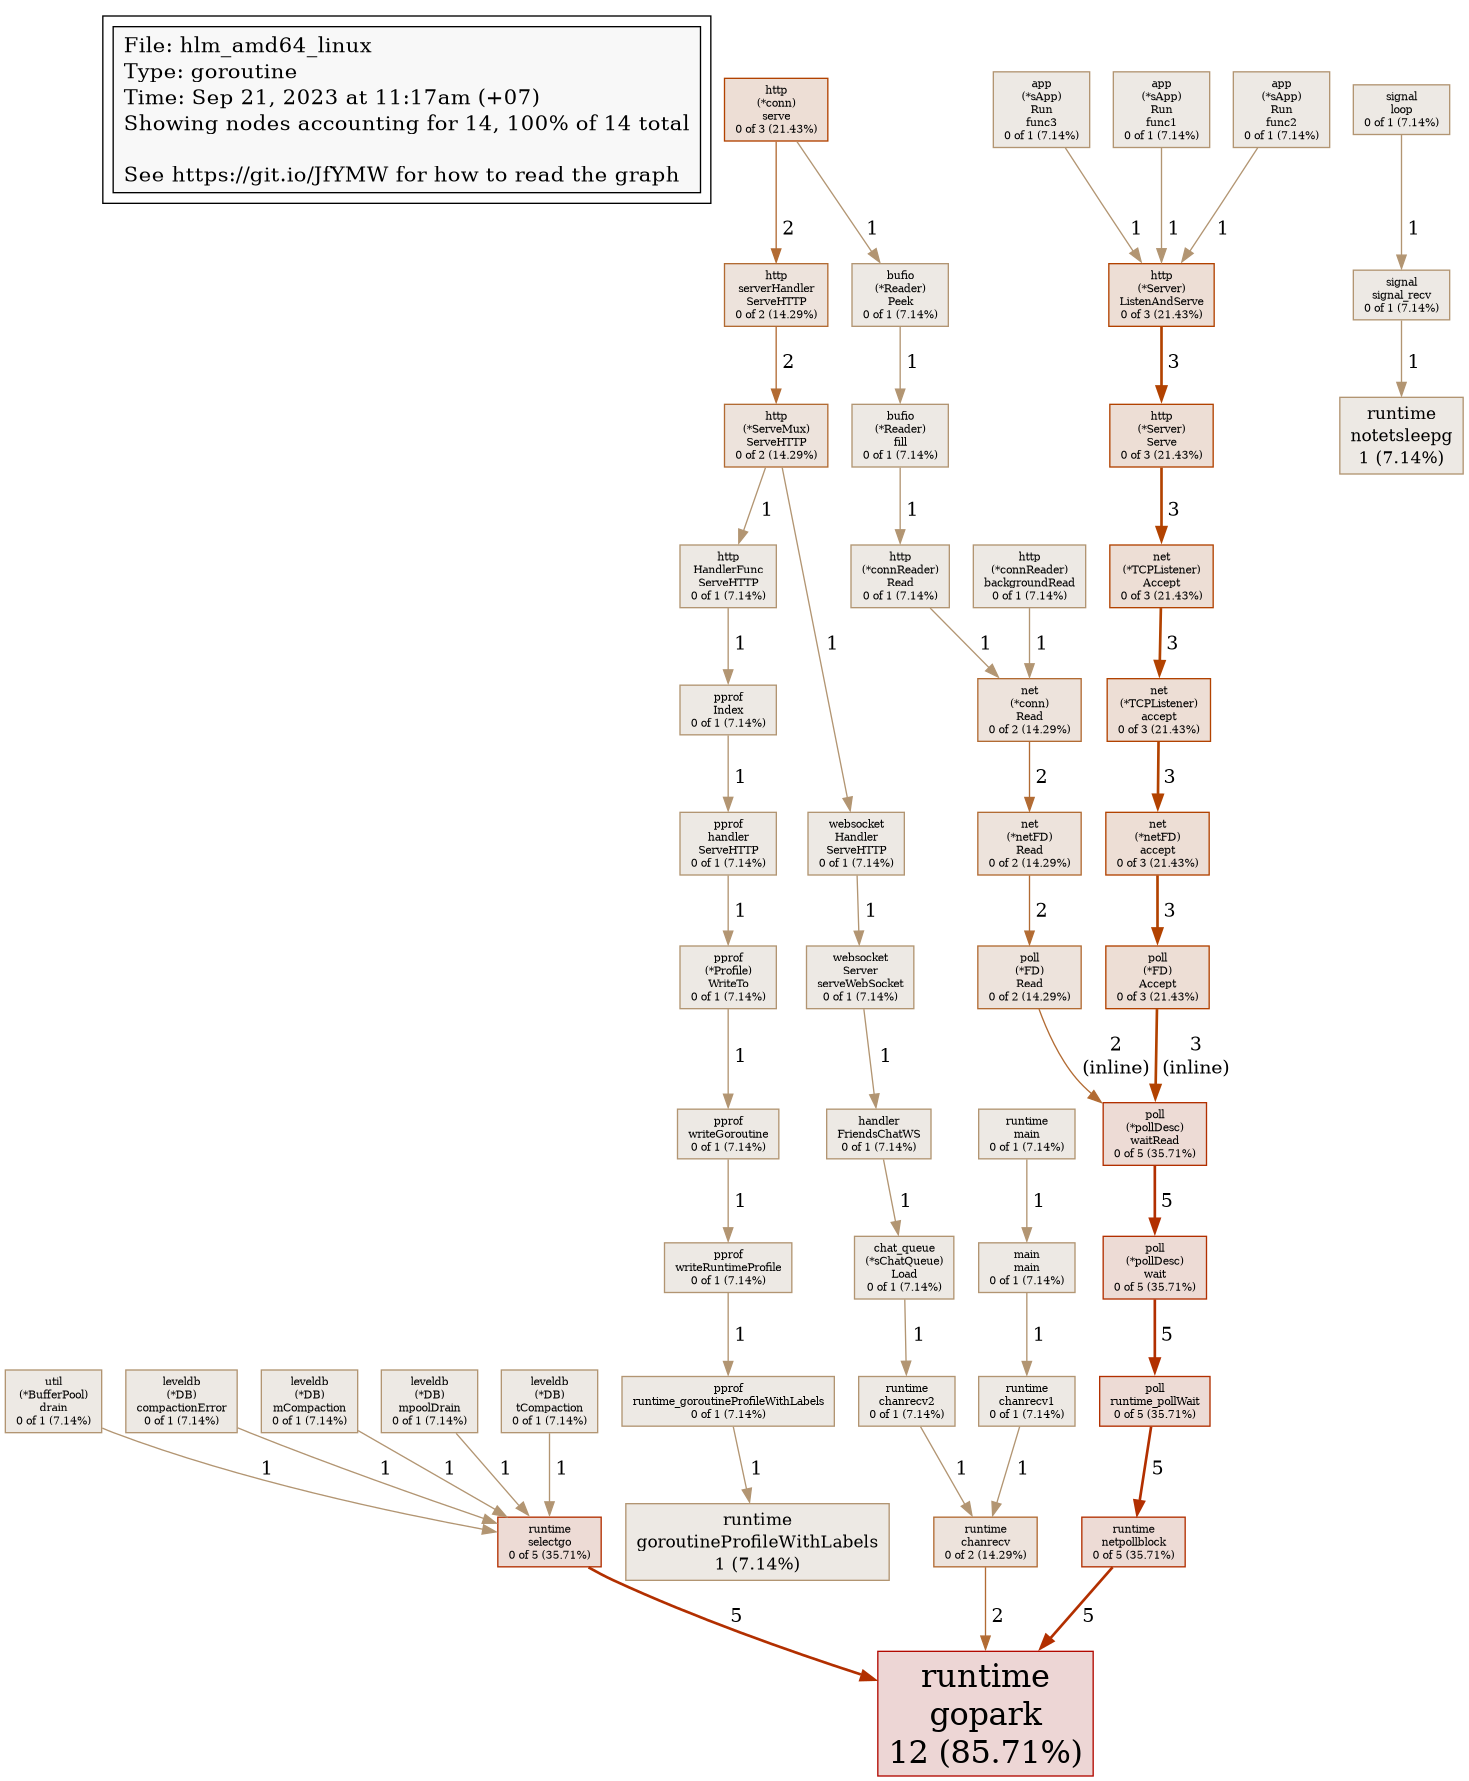 File: hlm_amd64_linux
Type: goroutine
Time: Sep 21, 2023 at 11:17am (+07)
Showing nodes accounting for 14, 100% of 14 total
See https://git.io/JfYMW for how to read the graph
http
(*conn)
serve
0 of 3 (21.43%)
app
(*sApp)
Run
func3
0 of 1 (7.14%)
app
(*sApp)
Run
func1
0 of 1 (7.14%)
app
(*sApp)
Run
func2
0 of 1 (7.14%)
signal
loop
0 of 1 (7.14%)
2
1
1
1
1
1
http
serverHandler
ServeHTTP
0 of 2 (14.29%)
bufio
(*Reader)
Peek
0 of 1 (7.14%)
http
(*Server)
ListenAndServe
0 of 3 (21.43%)
signal
signal_recv
0 of 1 (7.14%)
2
1
3
1
http
(*ServeMux)
ServeHTTP
0 of 2 (14.29%)
bufio
(*Reader)
fill
0 of 1 (7.14%)
http
(*Server)
Serve
0 of 3 (21.43%)
runtime
notetsleepg
1 (7.14%)
1
1
3
http
HandlerFunc
ServeHTTP
0 of 1 (7.14%)
http
(*connReader)
Read
0 of 1 (7.14%)
http
(*connReader)
backgroundRead
0 of 1 (7.14%)
net
(*TCPListener)
Accept
0 of 3 (21.43%)
1
1
1
1
3
pprof
Index
0 of 1 (7.14%)
net
(*conn)
Read
0 of 2 (14.29%)
net
(*TCPListener)
accept
0 of 3 (21.43%)
1
2
3
pprof
handler
ServeHTTP
0 of 1 (7.14%)
websocket
Handler
ServeHTTP
0 of 1 (7.14%)
net
(*netFD)
Read
0 of 2 (14.29%)
net
(*netFD)
accept
0 of 3 (21.43%)
1
1
2
3
pprof
(*Profile)
WriteTo
0 of 1 (7.14%)
websocket
Server
serveWebSocket
0 of 1 (7.14%)
poll
(*FD)
Read
0 of 2 (14.29%)
poll
(*FD)
Accept
0 of 3 (21.43%)
1
1
2
(inline)
3
(inline)
pprof
writeGoroutine
0 of 1 (7.14%)
handler
FriendsChatWS
0 of 1 (7.14%)
runtime
main
0 of 1 (7.14%)
poll
(*pollDesc)
waitRead
0 of 5 (35.71%)
1
1
1
5
pprof
writeRuntimeProfile
0 of 1 (7.14%)
chat_queue
(*sChatQueue)
Load
0 of 1 (7.14%)
main
main
0 of 1 (7.14%)
poll
(*pollDesc)
wait
0 of 5 (35.71%)
1
1
1
5
util
(*BufferPool)
drain
0 of 1 (7.14%)
leveldb
(*DB)
compactionError
0 of 1 (7.14%)
leveldb
(*DB)
mCompaction
0 of 1 (7.14%)
leveldb
(*DB)
mpoolDrain
0 of 1 (7.14%)
leveldb
(*DB)
tCompaction
0 of 1 (7.14%)
pprof
runtime_goroutineProfileWithLabels
0 of 1 (7.14%)
runtime
chanrecv2
0 of 1 (7.14%)
runtime
chanrecv1
0 of 1 (7.14%)
poll
runtime_pollWait
0 of 5 (35.71%)
1
1
1
1
1
1
1
1
5
runtime
selectgo
0 of 5 (35.71%)
runtime
goroutineProfileWithLabels
1 (7.14%)
runtime
chanrecv
0 of 2 (14.29%)
runtime
netpollblock
0 of 5 (35.71%)
5
2
5
runtime
gopark
12 (85.71%)